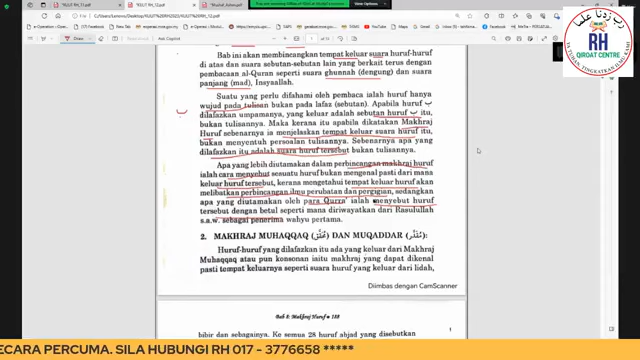 Bab ini akan membincangkan tempat keluar suara huruf-huruf
di atas dan suara sebutan-sebutan lain yang berkait terus dengan
pembacaan al-Quran seperti suara ghunnah (dengung) dan suara
panjang (mad), Insyaallah.
Suatu yang perlu difahami oleh pembaca ialah huruf hanya
wujud pada tulisan bukan pada lafaz (sebutan). Apabila huruf ب
dilafazkan umpamanya, yang keluar adalah sebutan huruf ب itu,
bukan tulisannya. Maka kerana itu apabila dikatakan Makhraj
Huruf sebenarnya ia menjelaskan tempat keluar suara huruf itu,
bukan menyentuh persoalan tulisannya. Sebenarnya apa yang
dilafazkan itu adalah suara huruf tersebut bukan tulisannya.
Apa yang lebih diutamakan dalam perbincangan makhraj huruf
ialah cara menyebut sesuatu huruf bukan mengenal pasti dari mana
keluar huruf tersebut, kerana mengetahui tempat keluar huruf akan
melibatkan perbincangan ilmu perubatan dan pergigian, sedangkan
apa yang diutamakan oleh para Qurra' ialah menyebut huruf
tersebut dengan betul seperti mana diriwayatkan dari Rasulullah
s.a.w. sebagai penerima wahyu pertama.
2. MAKHRAJ MUHAQQAQ (مُحَقَّقْ) DAN MUQADDAR (مُقَدَّرْ):
Huruf-huruf yang dilafazkan itu ada yang keluar dari Makhraj
Muhaqqaq atau pun konsonan iaitu makhraj yang dapat dikenal
pasti tempat keluarnya seperti suara huruf yang keluar dari lidah,
Diimbas dengan CamScanner
Bab 8: Makhraj Huruf • 188
1
bibir dan sebagainya. Ke semua 28 huruf abjad yang disebutkan
RH
QIROAT CENTRE
ECARA PERCUMA. SILA HUBUNGI RH 017 - 3776658 *****